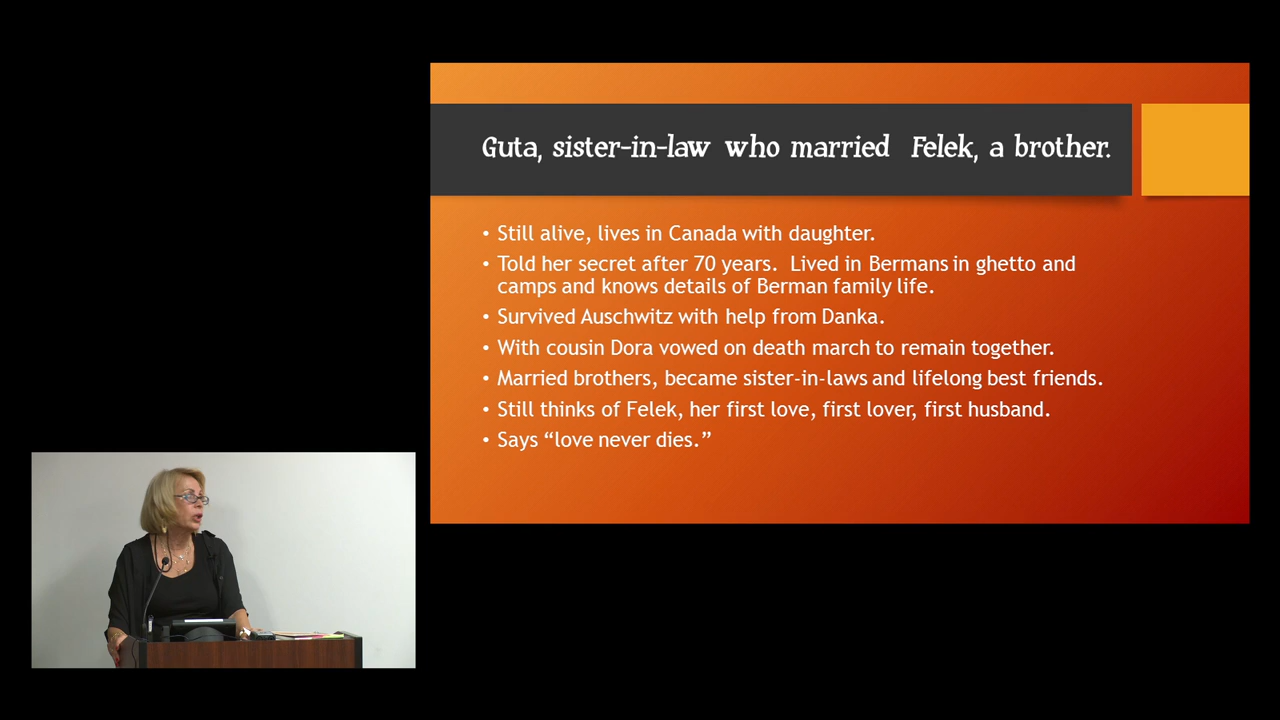 Guta, sister-in-law who married Felek, a brother.
• Still alive, lives in Canada with daughter.
• Told her secret after 70 years. Lived in Bermans in ghetto and
camps and knows details of Berman family life.
• Survived Auschwitz with help from Danka.
• With cousin Dora vowed on death march to remain together.
• Married brothers, became sister-in-laws and lifelong best friends.
• Still thinks of Felek, her first love, first lover, first husband.
• Says “love never dies.”